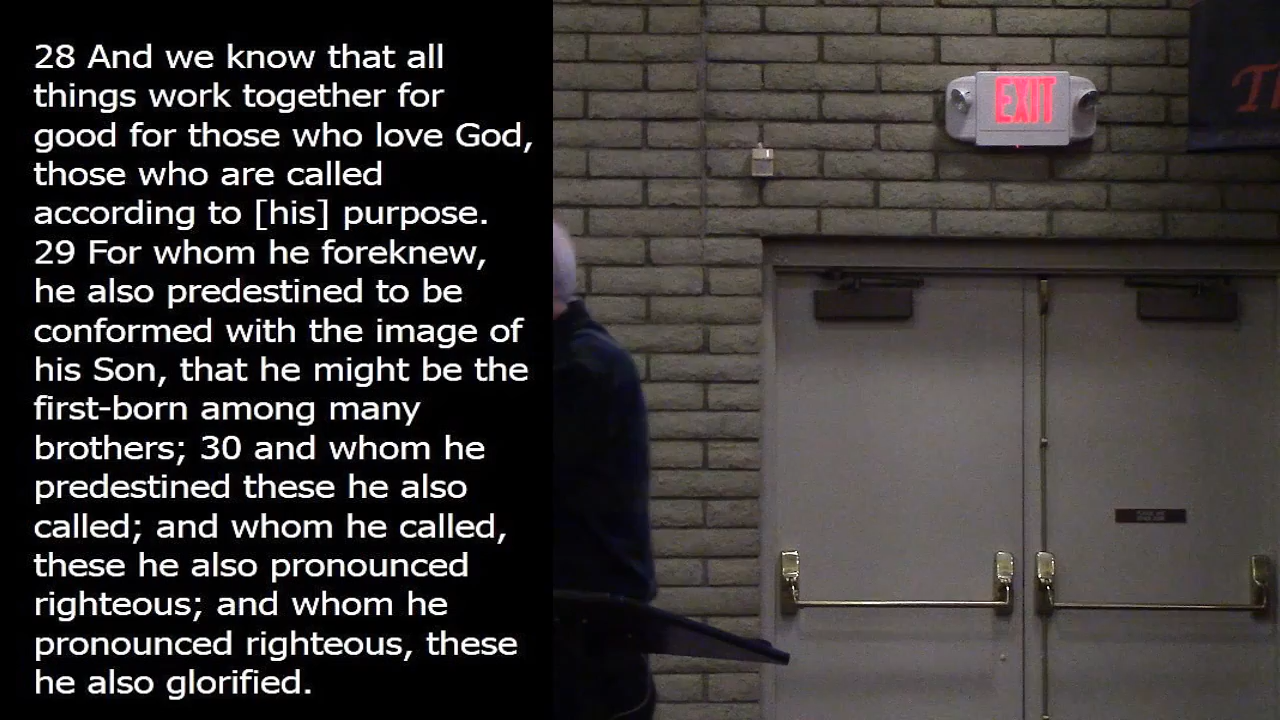 28 And we know that all
things work together for
good for those who love God,
those who are called
according to [his] purpose.
29 For whom he foreknew,
he also predestined to be
conformed with the image of
his Son, that he might be the
first-born among many
brothers; 30 and whom he
predestined these he also
called; and whom he called,
these he also pronounced
righteous; and whom he
pronounced righteous, these
he also glorified.
EXIT